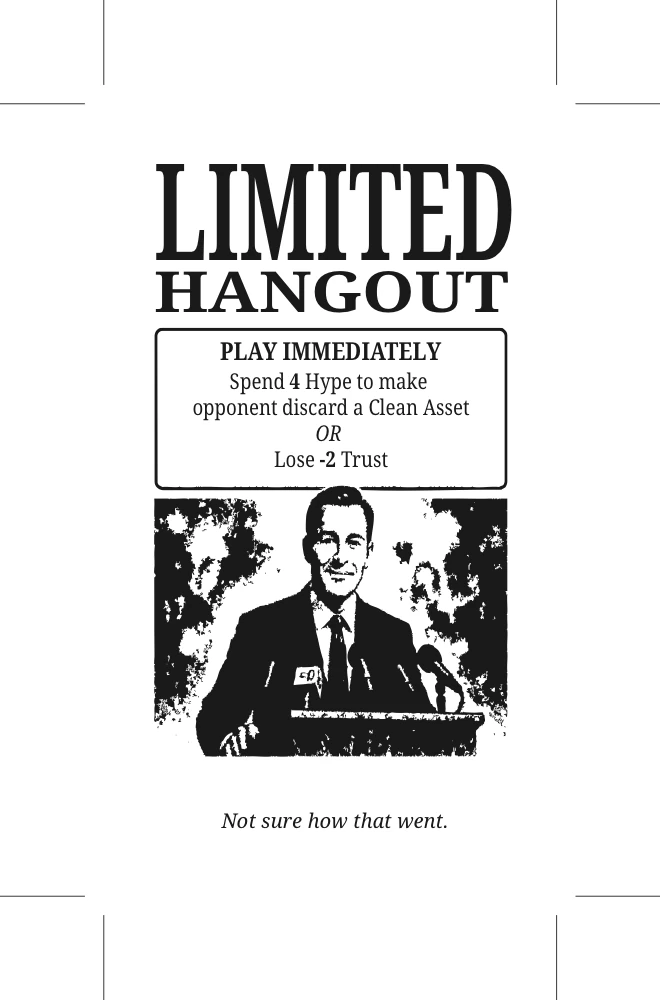 LIMITED
HANGOUT
PLAY IMMEDIATELY
Spend 4 Hype to make
opponent discard a Clean Asset
OR
Lose -2 Trust
Not sure how that went.